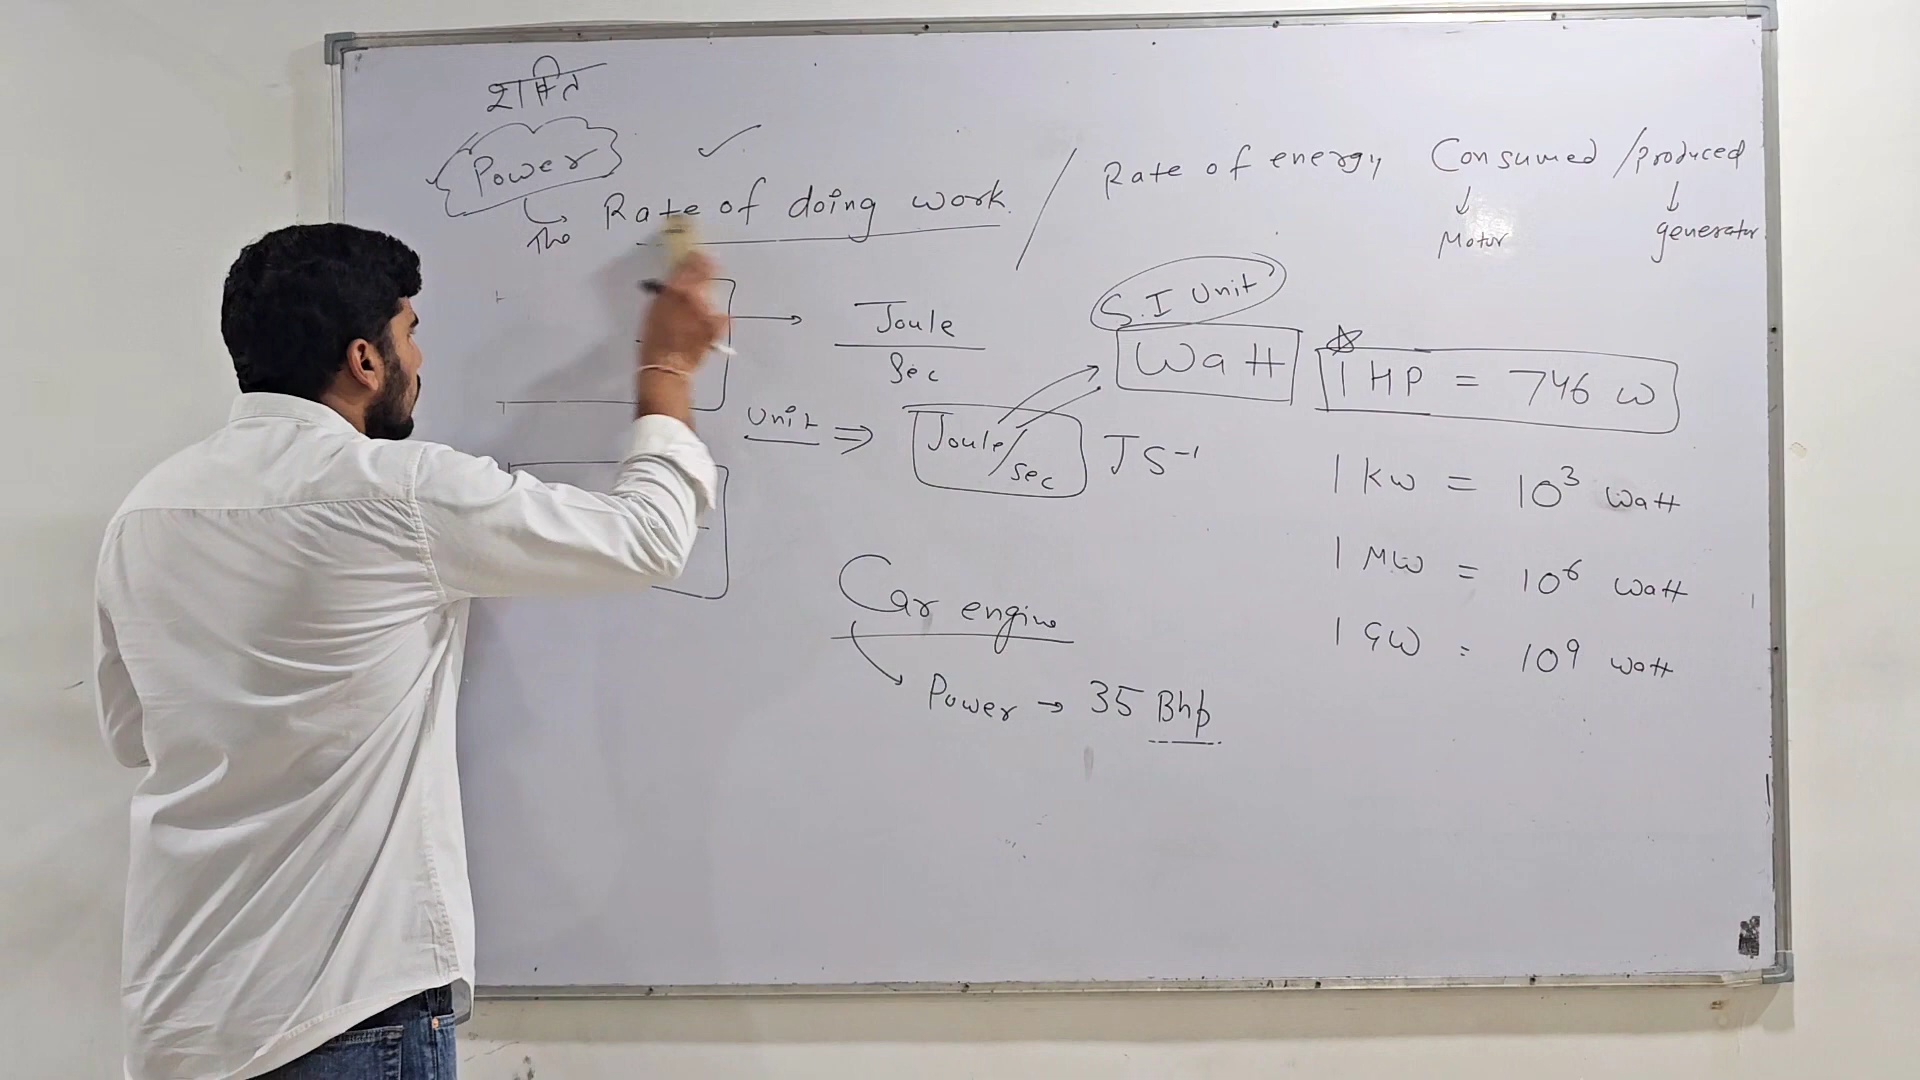 शक्ति
Power
The Rate of doing work. / Rate of energy Consumed / produced
Motor
generator
Joule
Sec
S.I Unit
Watt
1 HP = 746 W
Unit ⇒ Joule/sec JS⁻¹
1 KW = 10³ Watt
1 MW = 10⁶ Watt
1 GW = 10⁹ Watt
Car engine
Power → 35 Bhp